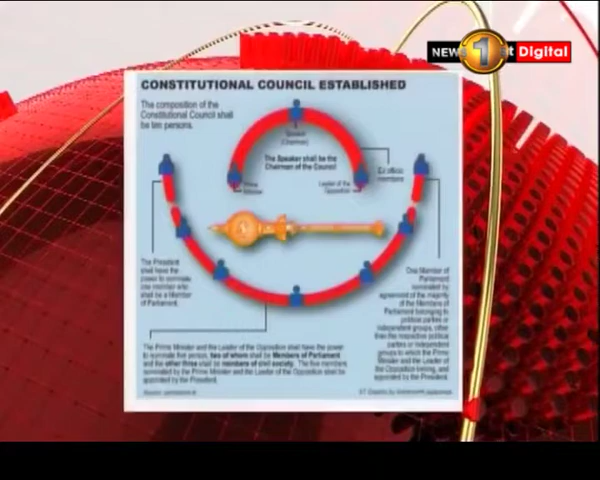 NEWS 1st Digital
CONSTITUTIONAL COUNCIL ESTABLISHED
The composition of the
Constitutional Council shall
be ten persons.
Speaker
(Chairman)
The Speaker shall be the
Chairman of the Council
Ex officio
members
Prime
Minister
Leader of the
Opposition
The President
shall have the
power to nominate
one member who
shall be a Member
of Parliament.
One Member of
Parliament
nominated by
agreement of the majority
of the Members of
Parliament belonging to
political parties or
independent groups, other
than the respective political
parties or independent
groups to which the Prime
Minister and the Leader of
the Opposition belong, and
appointed by the President.
The Prime Minister and the Leader of the Opposition shall have the power
to nominate five persons, two of whom shall be Members of Parliament
and the other three shall be members of civil society. The five members
nominated by the Prime Minister and the Leader of the Opposition shall be
appointed by the President.